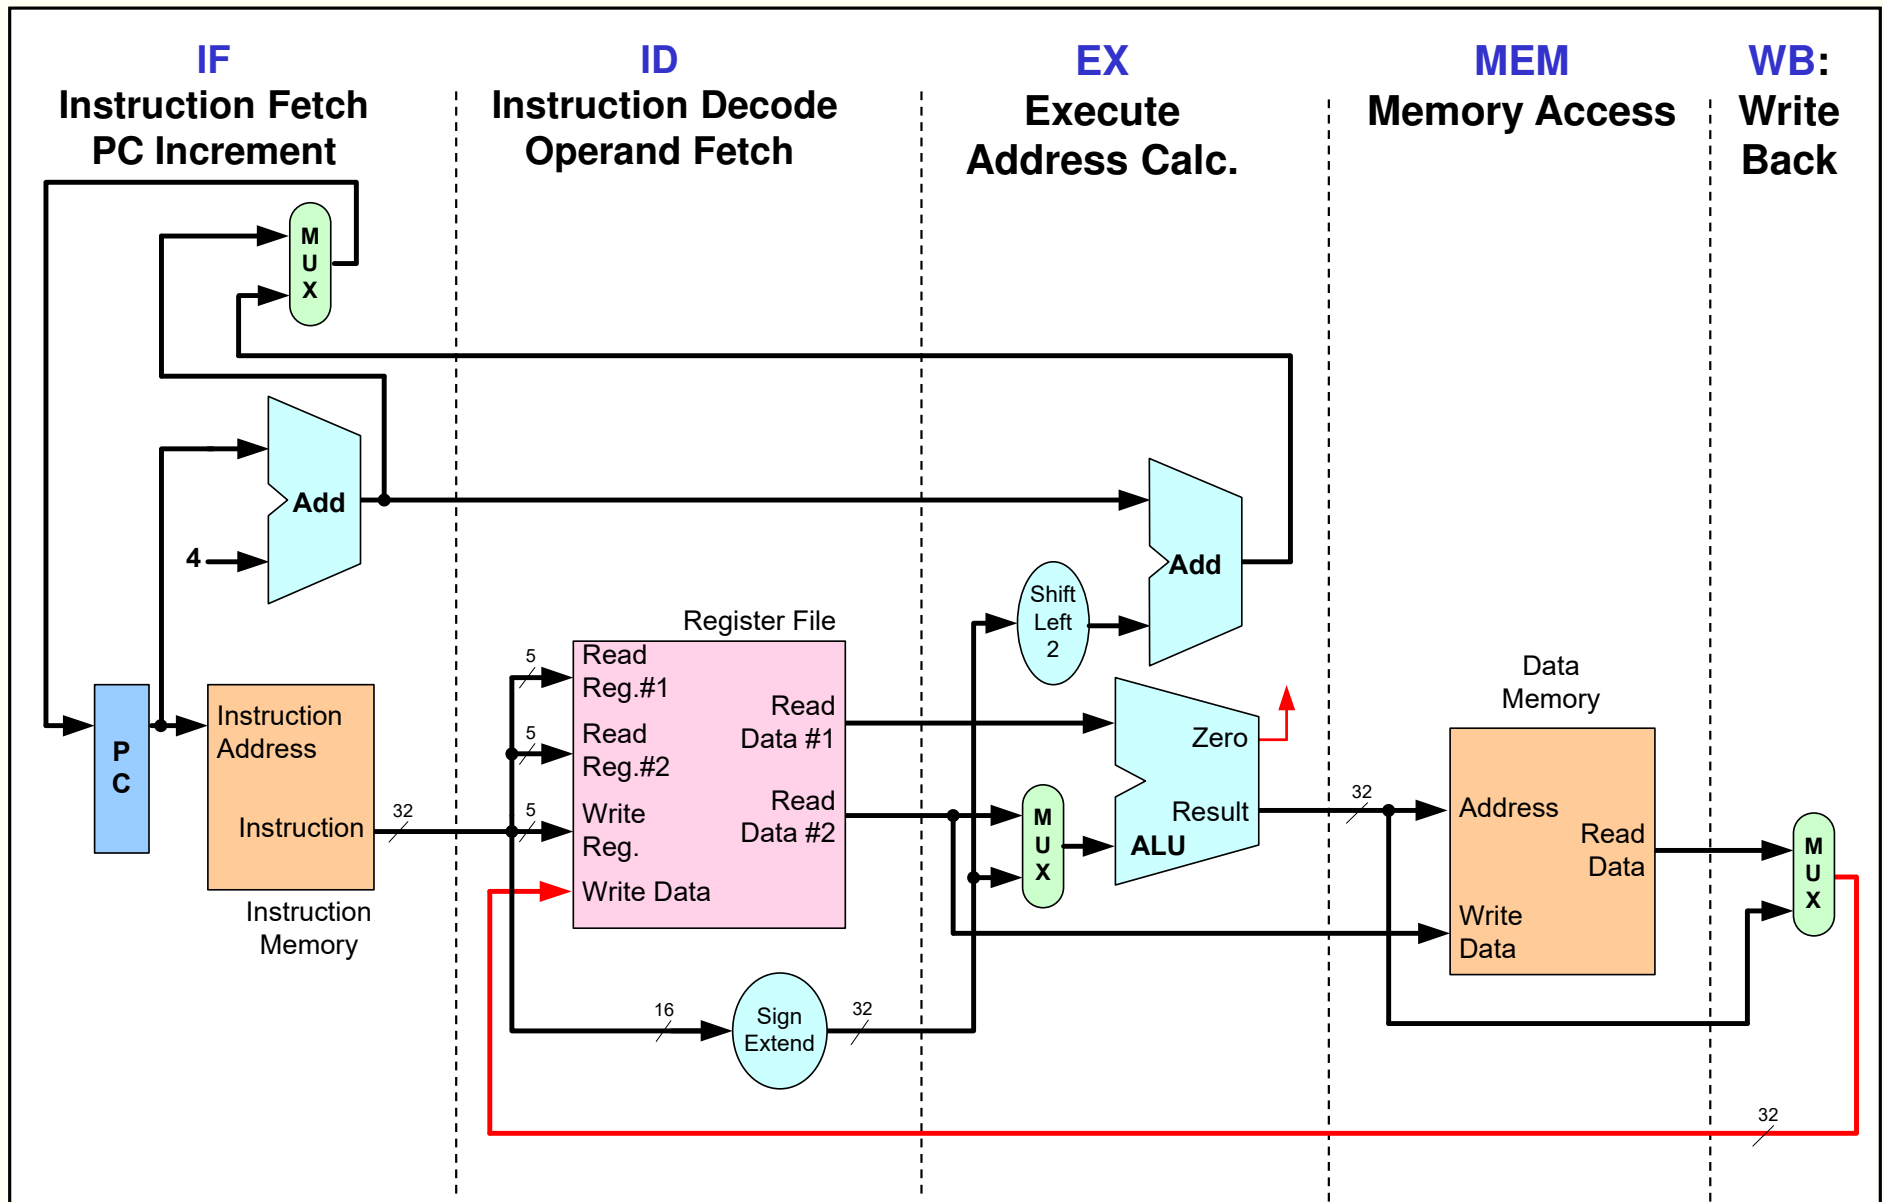 IF
Instruction Fetch
PC Increment
ID
Instruction Decode
Operand Fetch
EX
Execute
Address Calc.
MEM
Memory Access
WB:
Write
Back
M
U
X
Add
4
P
C
Instruction
Address
Instruction
32
Instruction
Memory
Register File
5
Read
Reg.#1
5
Read
Reg.#2
5
Write
Reg.
Write Data
Read
Data #1
Read
Data #2
16
Sign
Extend
32
Shift
Left
2
Add
M
U
X
Zero
Result
ALU
32
Data
Memory
Address
Read
Data
Write
Data
M
U
X
32